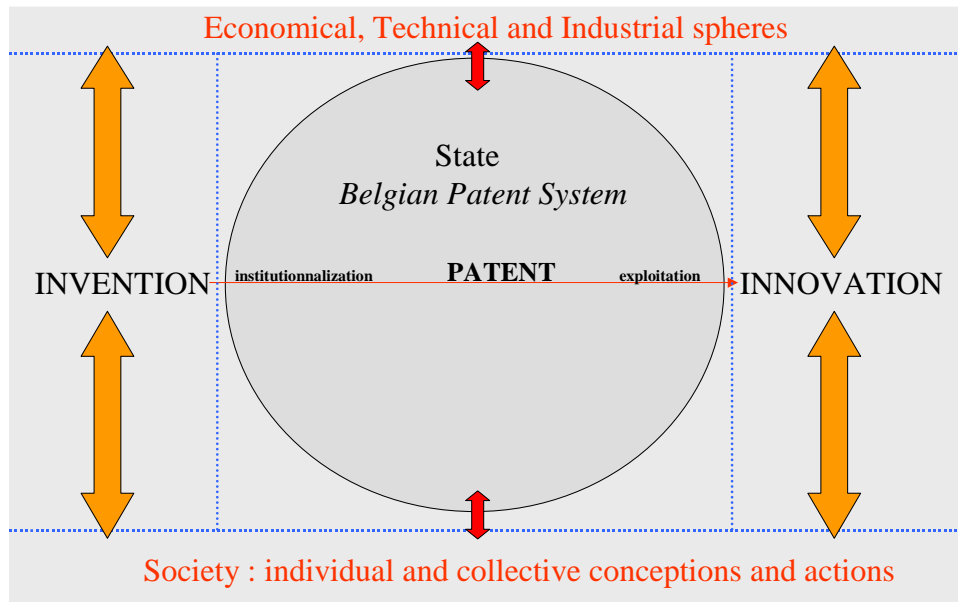 Economical, Technical and Industrial spheres
State
Belgian Patent System
INVENTION institutionnalization PATENT exploitation INNOVATION
Society : individual and collective conceptions and actions